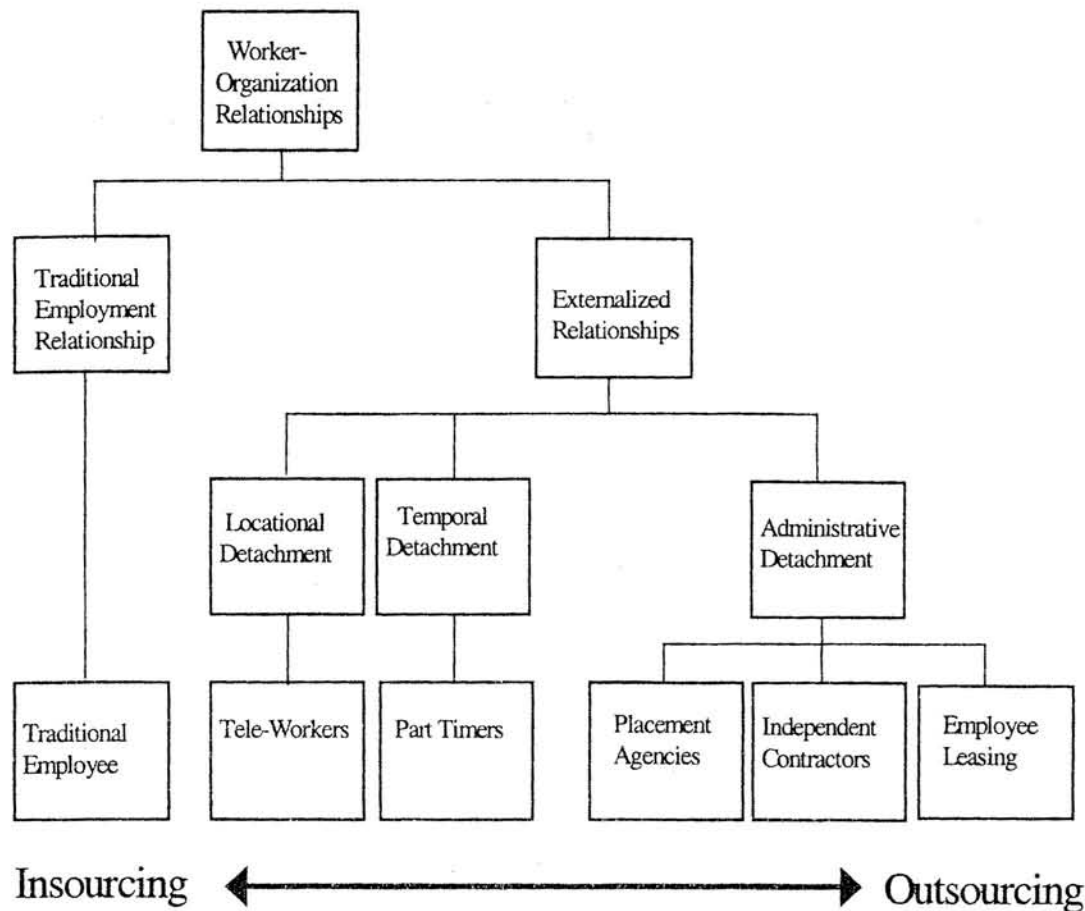 Worker-
Organization
Relationships
Traditional
Employment
Relationship
Externalized
Relationships
Locational
Detachment
Temporal
Detachment
Administrative
Detachment
Traditional
Employee
Tele-Workers
Part Timers
Placement
Agencies
Independent
Contractors
Employee
Leasing
Insourcing
Outsourcing